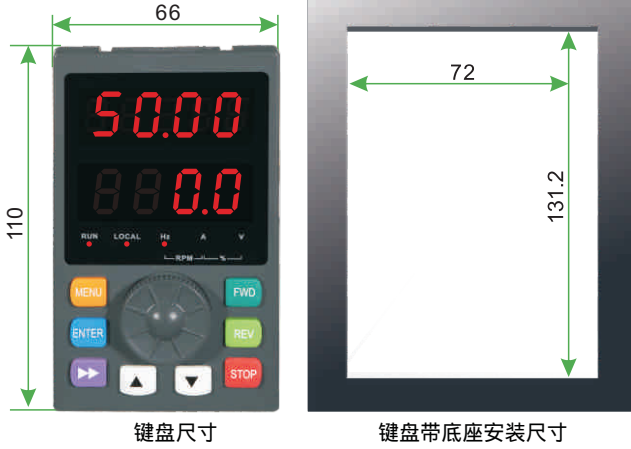 66
50.00
0.0
RUN LOCAL Hz A V
RPM %
MENU
FWD
ENTER
REV
STOP
110
键盘尺寸
72
131.2
键盘带底座安装尺寸